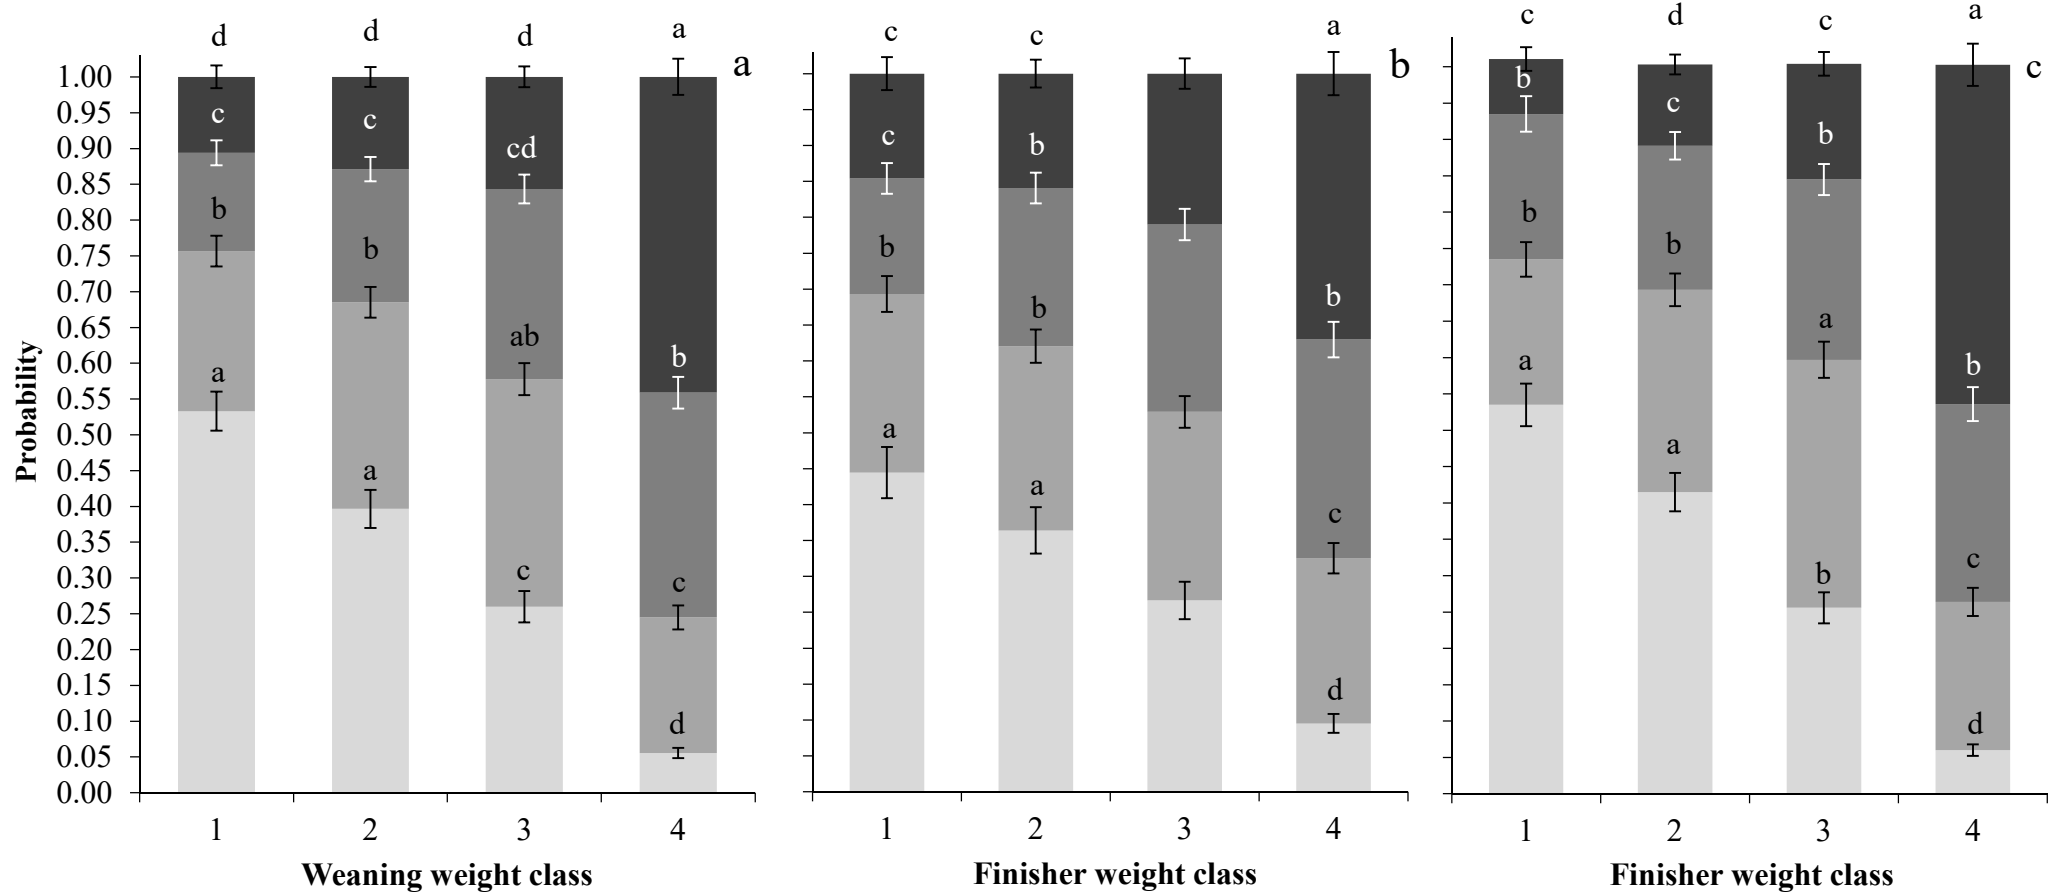 d d d a a
c c a b
c d c a c
1.00
0.95
0.90
0.85
0.80
0.75
0.70
0.65
0.60
0.55
0.50
0.45
0.40
0.35
0.30
0.25
0.20
0.15
0.10
0.05
0.00
Probability
c c cd b
b b ab c
a a c d
1 2 3 4
Weaning weight class
c b b
b b c
a a d
1 2 3 4
Finisher weight class
b c b b
b b a c
a a b d
1 2 3 4
Finisher weight class